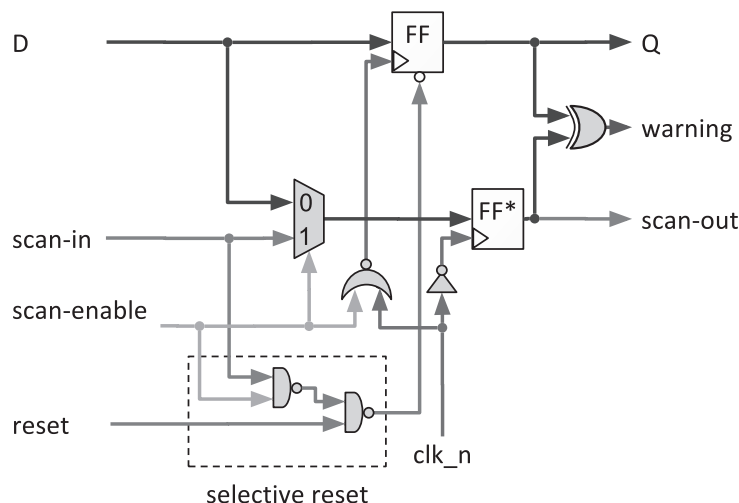 D
FF
Q
warning
0
FF*
scan-out
scan-in
1
scan-enable
reset
clk_n
selective reset